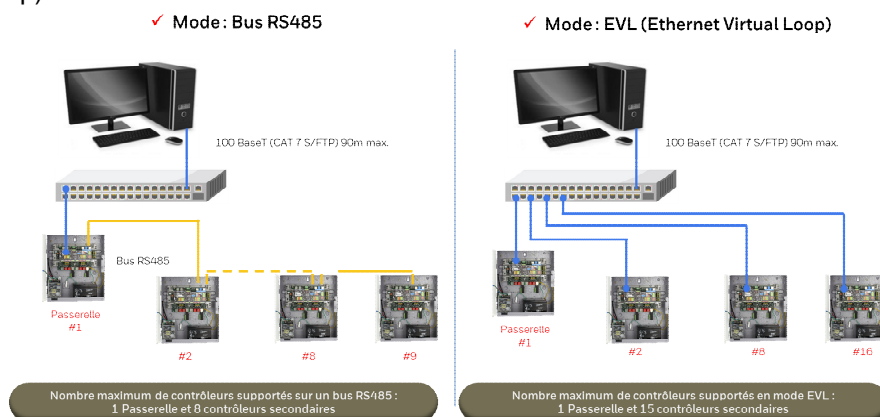 ✓ Mode : Bus RS485
100 BaseT (CAT 7 S/FTP) 90m max.
Bus RS485
Passerelle
#1
#2
#8
#9
Nombre maximum de contrôleurs supportés sur un bus RS485 :
1 Passerelle et 8 contrôleurs secondaires
✓ Mode : EVL (Ethernet Virtual Loop)
100 BaseT (CAT 7 S/FTP) 90m max.
Passerelle
#1
#2
#8
#16
Nombre maximum de contrôleurs supportés en mode EVL :
1 Passerelle et 15 contrôleurs secondaires